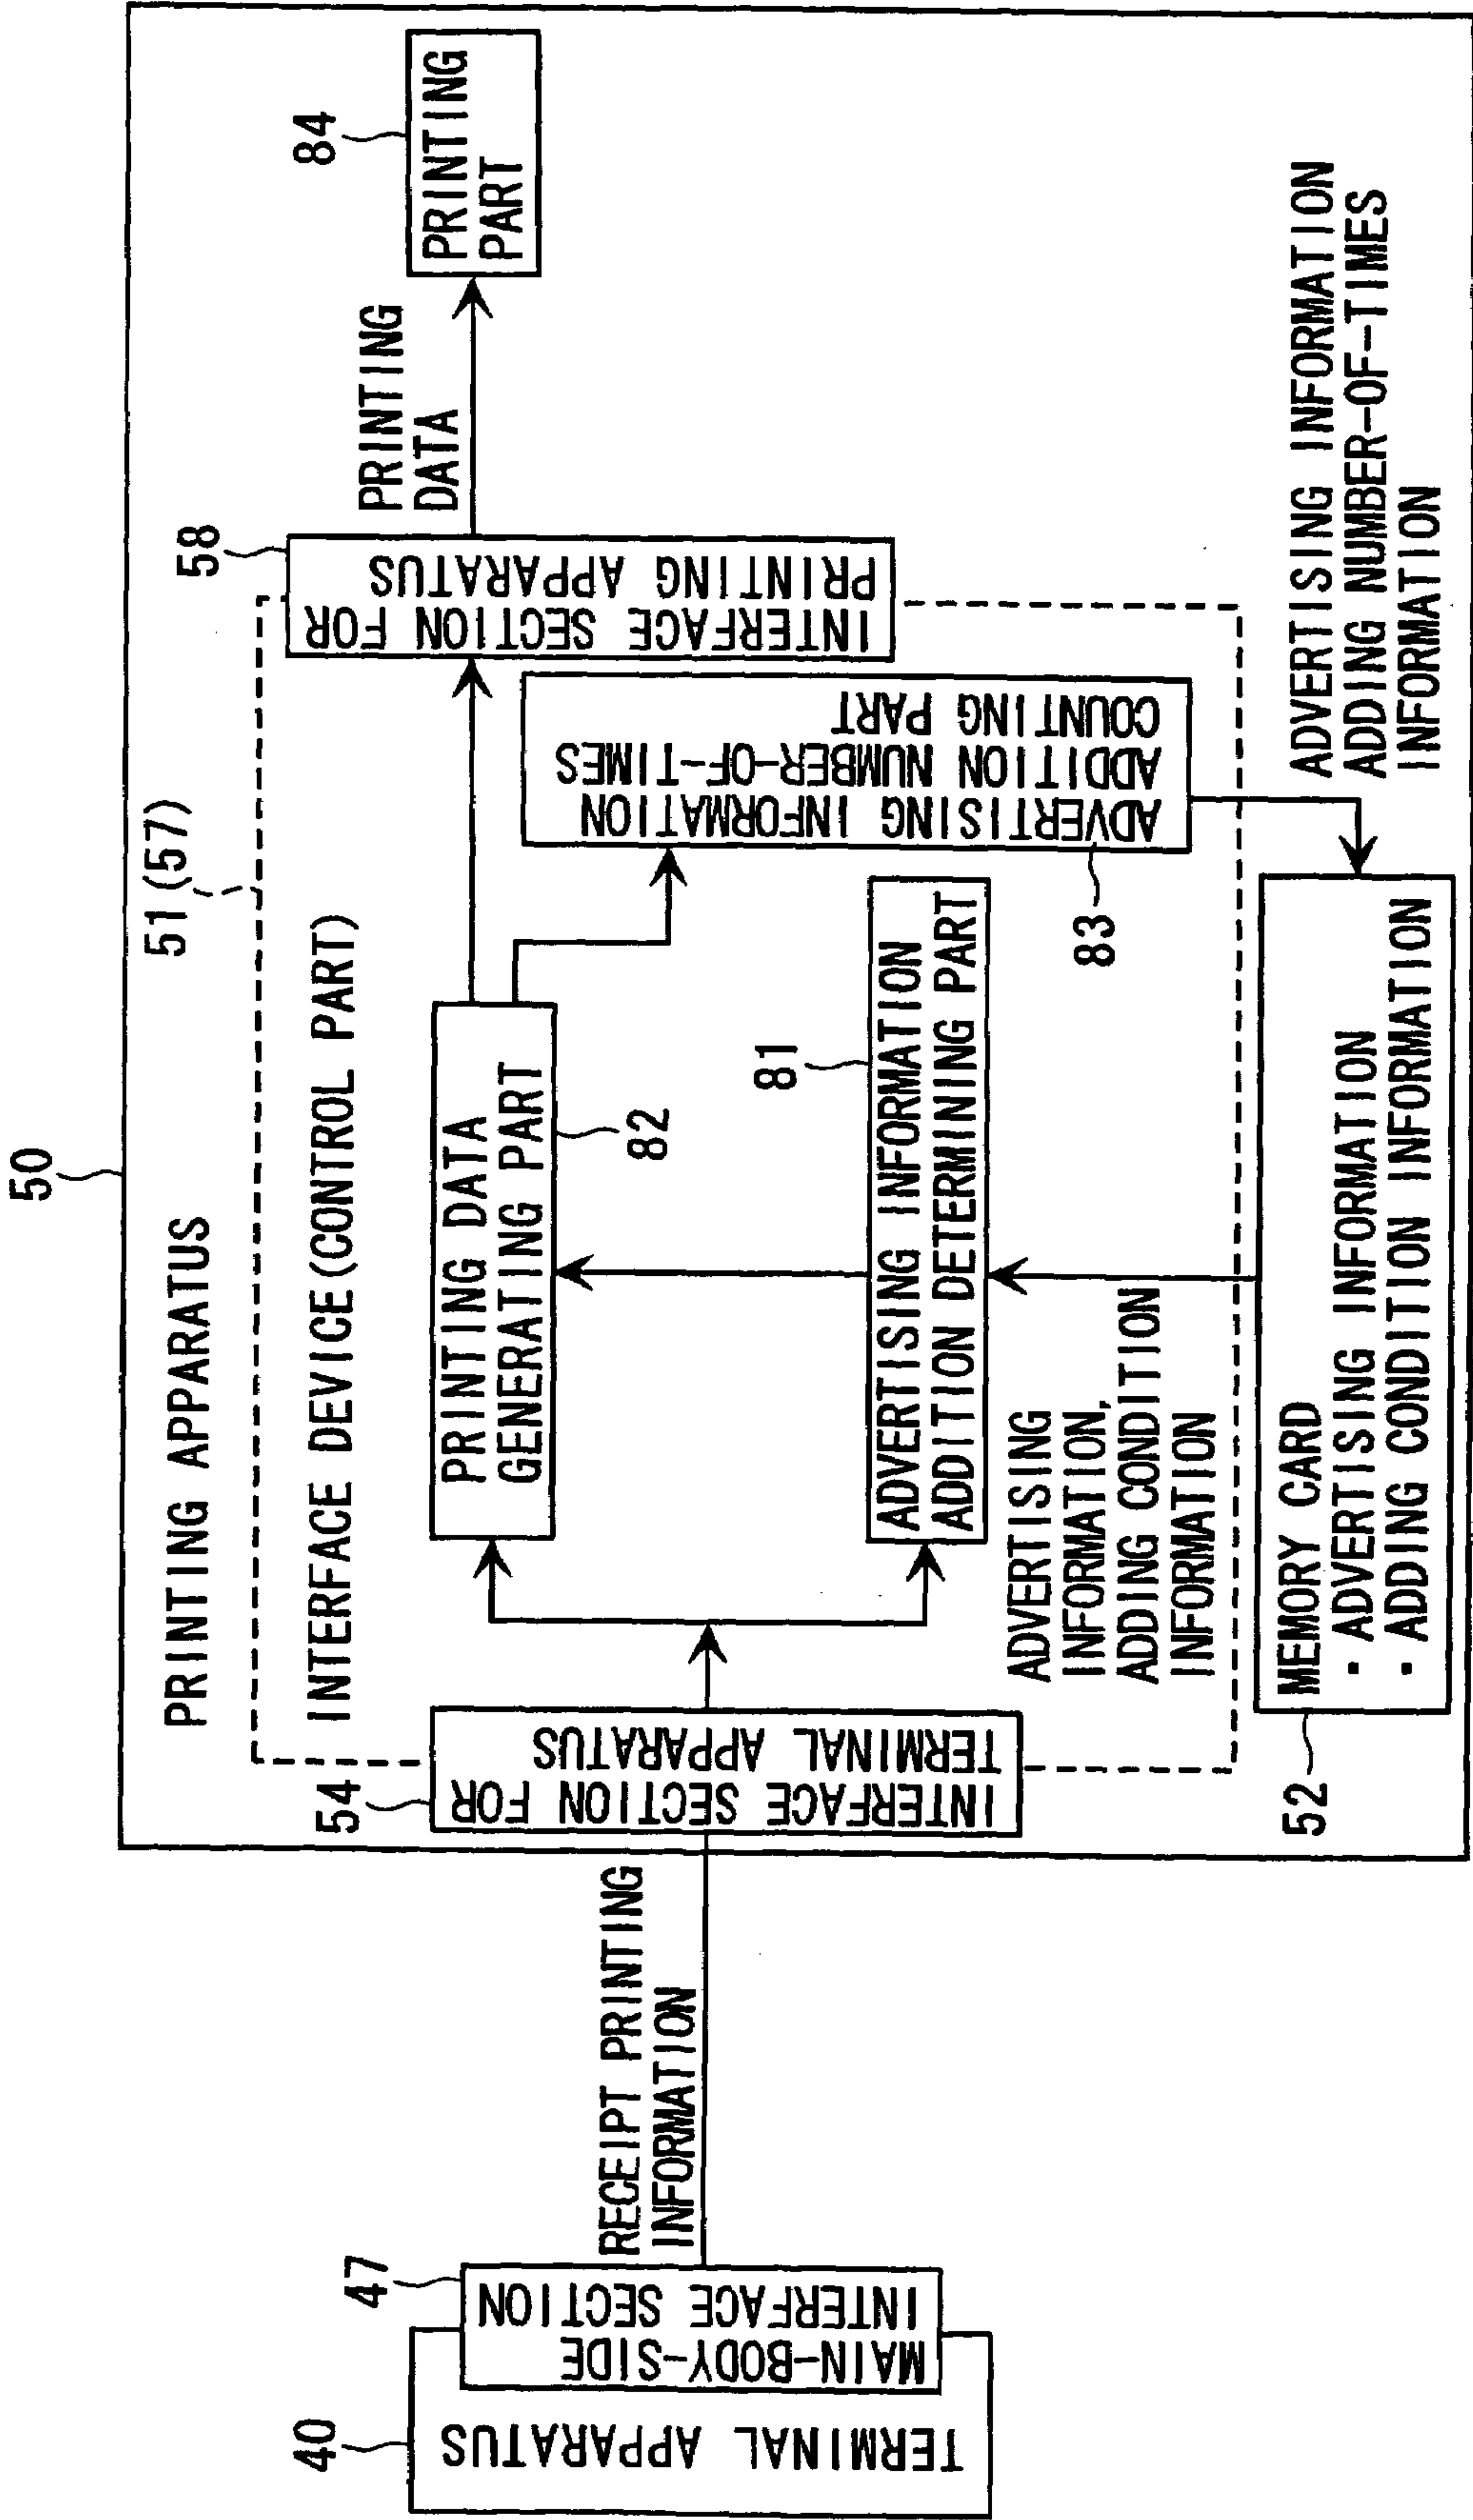 50
PRINTING APPARATUS
51(57)
INTERFACE DEVICE(CONTROL PART)
40
TERMINAL APPARATUS
47
MAIN-BODY-SIDE
INTERFACE SECTION
RECEIPT PRINTING
INFORMATION
54
INTERFACE SECTION FOR
TERMINAL APPARATUS
PRINTING DATA
GENERATING PART
82
81
ADVERTISING INFORMATION
ADDITION DETERMINING PART
ADVERTISING
INFORMATION,
ADDING CONDITION
INFORMATION
52
MEMORY CARD
· ADVERTISING INFORMATION
· ADDING CONDITION INFORMATION
83
ADVERTISING INFORMATION
ADDITION NUMBER-OF-TIMES
COUNTING PART
ADVERTISING INFORMATION
ADDING NUMBER-OF-TIMES
INFORMATION
58
INTERFACE SECTION FOR
PRINTING APPARATUS
PRINTING
DATA
84
PRINTING
PART